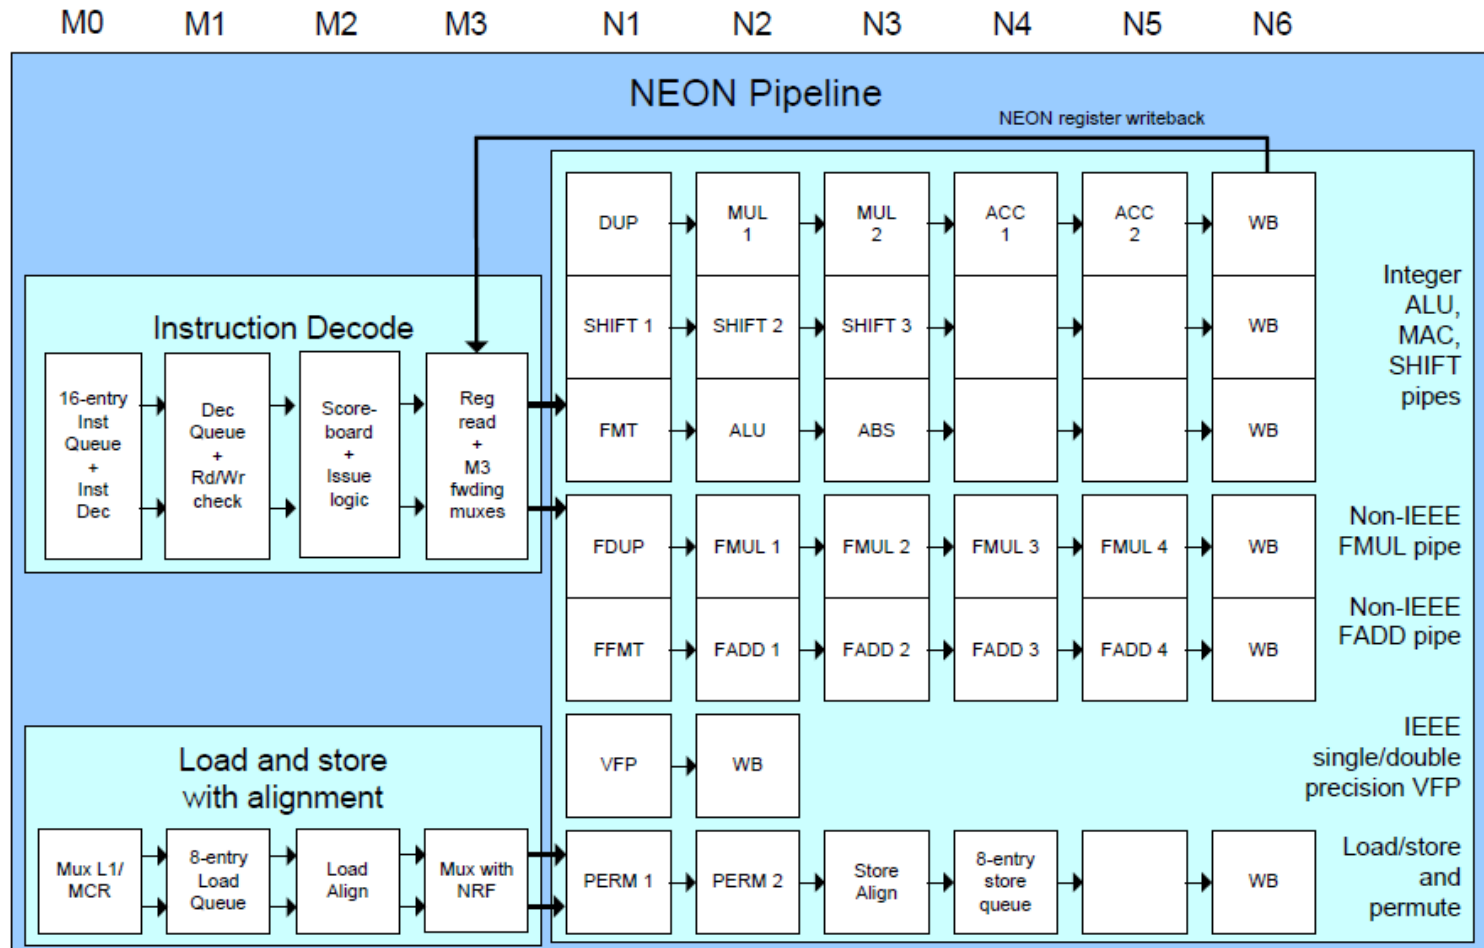 M0 M1 M2 M3 N1 N2 N3 N4 N5 N6
NEON Pipeline
NEON register writeback
DUP
MUL
1
MUL
2
ACC
1
ACC
2
WB
SHIFT 1
SHIFT 2
SHIFT 3
WB
FMT
ALU
ABS
WB
Integer
ALU,
MAC,
SHIFT
pipes
Instruction Decode
16-entry
Inst
Queue
+
Inst
Dec
Dec
Queue
+
Rd/Wr
check
Score-
board
+
Issue
logic
Reg
read
+
M3
fwding
muxes
FDUP
FMUL 1
FMUL 2
FMUL 3
FMUL 4
WB
Non-IEEE
FMUL pipe
FFMT
FADD 1
FADD 2
FADD 3
FADD 4
WB
Non-IEEE
FADD pipe
VFP
WB
IEEE
single/double
precision VFP
Load and store
with alignment
Mux L1/
MCR
8-entry
Load
Queue
Load
Align
Mux with
NRF
PERM 1
PERM 2
Store
Align
8-entry
store
queue
WB
Load/store
and
permute